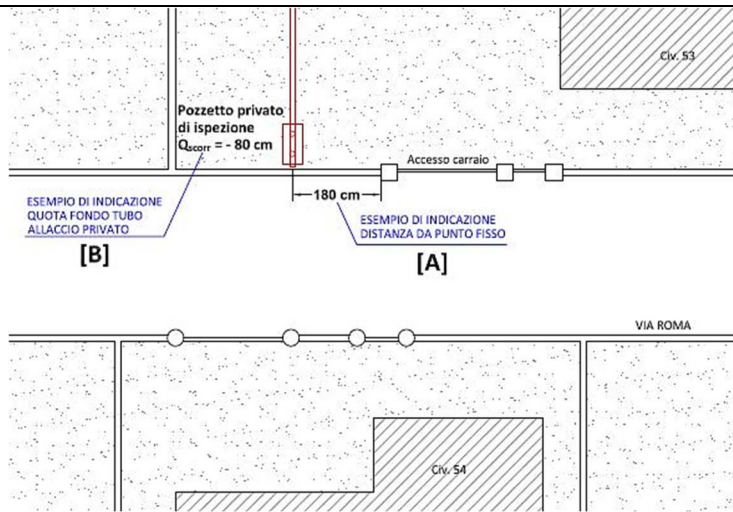 Civ. 53
Pozzetto privato
di ispezione
Qscorr = - 80 cm
Accesso carraio
180 cm
ESEMPIO DI INDICAZIONE
QUOTA FONDO TUBO
ALLACCIO PRIVATO
[B]
ESEMPIO DI INDICAZIONE
DISTANZA DA PUNTO FISSO
[A]
VIA ROMA
Civ. 54